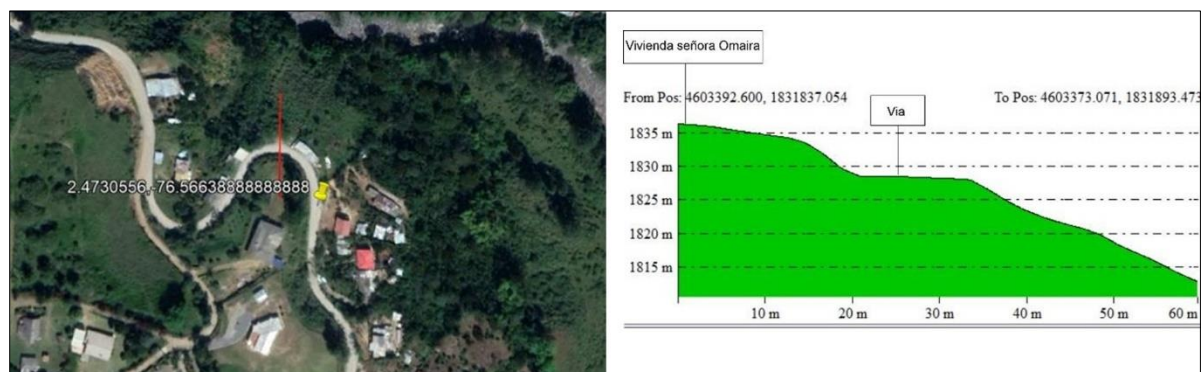 2.4730556,-76.56638888888888
Vivienda señora Omaira
From Pos: 4603392.600, 1831837.054
To Pos: 4603373.071, 1831893.473
Via
1835 m
1830 m
1825 m
1820 m
1815 m
10 m
20 m
30 m
40 m
50 m
60 m